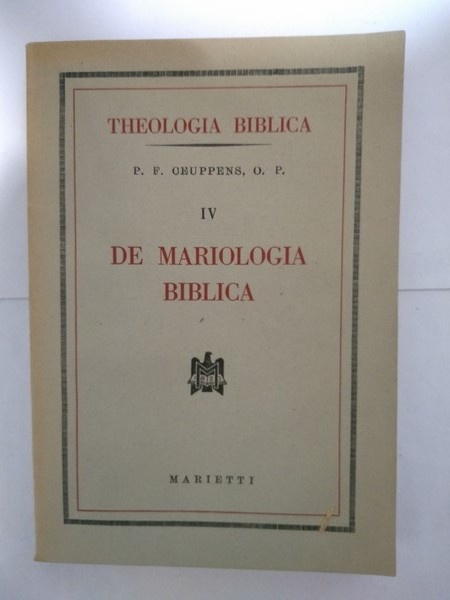 THEOLOGIA BIBLICA
P. F. CEUPPENS, O. P.
IV
DE MARIOLOGIA
BIBLICA
MARIETTI